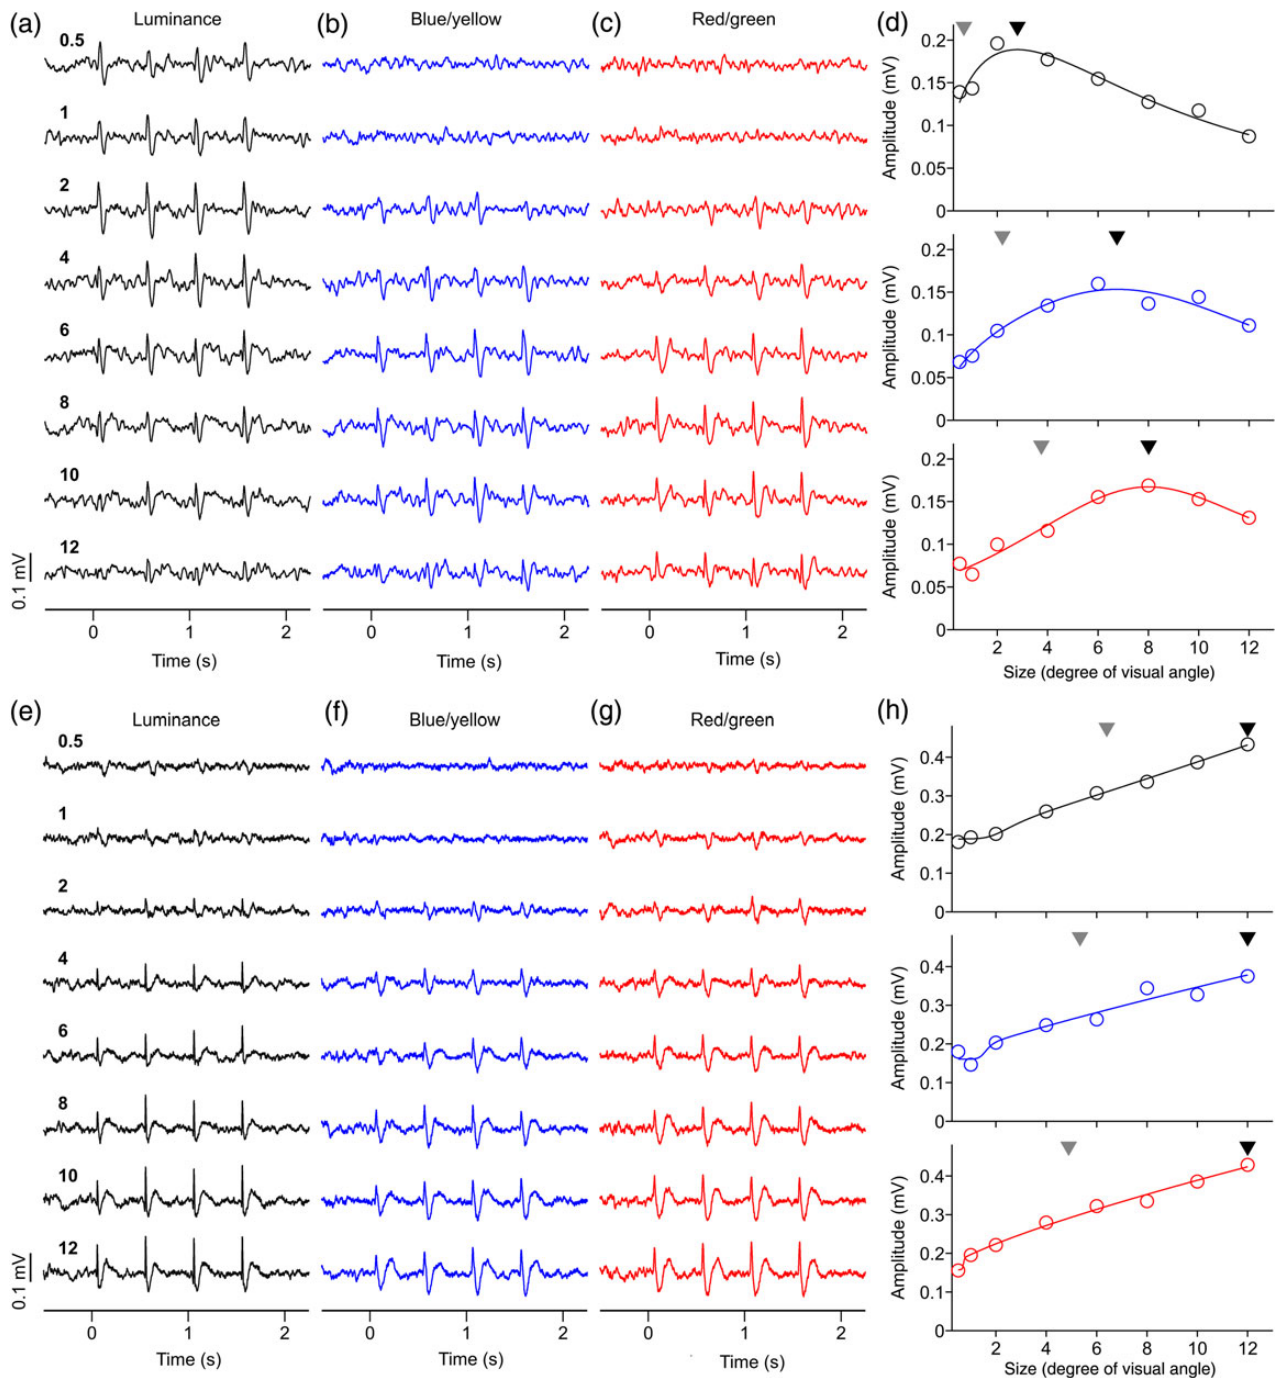 (a) Luminance (b) Blue/yellow (c) Red/green (d)
0.5
1
2
4
6
8
10
12
0.1 mV
0 1 2
Time (s)
0 1 2
Time (s)
0 1 2
Time (s)
0.2
0.15
0.1
0.05
0
Amplitude (mV)
0.2
0.15
0.1
0.05
0
Amplitude (mV)
0.2
0.15
0.1
0.05
0
Amplitude (mV)
2 4 6 8 10 12
Size (degree of visual angle)
(e) Luminance (f) Blue/yellow (g) Red/green (h)
0.5
1
2
4
6
8
10
12
0.1 mV
0 1 2
Time (s)
0 1 2
Time (s)
0 1 2
Time (s)
0.4
0.3
0.2
0.1
0
Amplitude (mV)
0.4
0.3
0.2
0.1
0
Amplitude (mV)
0.4
0.3
0.2
0.1
0
Amplitude (mV)
2 4 6 8 10 12
Size (degree of visual angle)